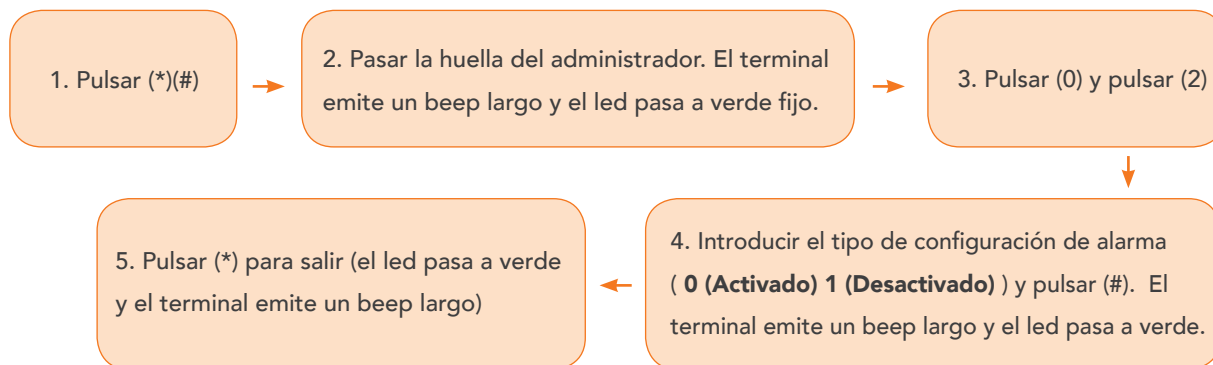 1. Pulsar (*)(#)
2. Pasar la huella del administrador. El terminal
emite un beep largo y el led pasa a verde fijo.
3. Pulsar (0) y pulsar (2)
4. Introducir el tipo de configuración de alarma
( 0 (Activado) 1 (Desactivado) ) y pulsar (#). El
terminal emite un beep largo y el led pasa a verde.
5. Pulsar (*) para salir (el led pasa a verde
y el terminal emite un beep largo)